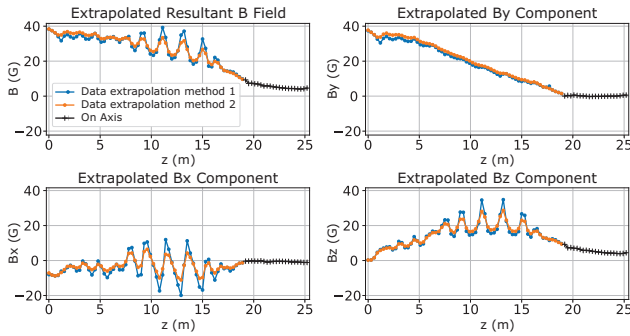 Extrapolated Resultant B Field
40
20
0
−20
B (G)
Data extrapolation method 1
Data extrapolation method 2
On Axis
0 5 10 15 20 25
z (m)
Extrapolated By Component
40
20
0
−20
By (G)
0 5 10 15 20 25
z (m)
Extrapolated Bx Component
40
20
0
−20
Bx (G)
0 5 10 15 20 25
z (m)
Extrapolated Bz Component
40
20
0
−20
Bz (G)
0 5 10 15 20 25
z (m)